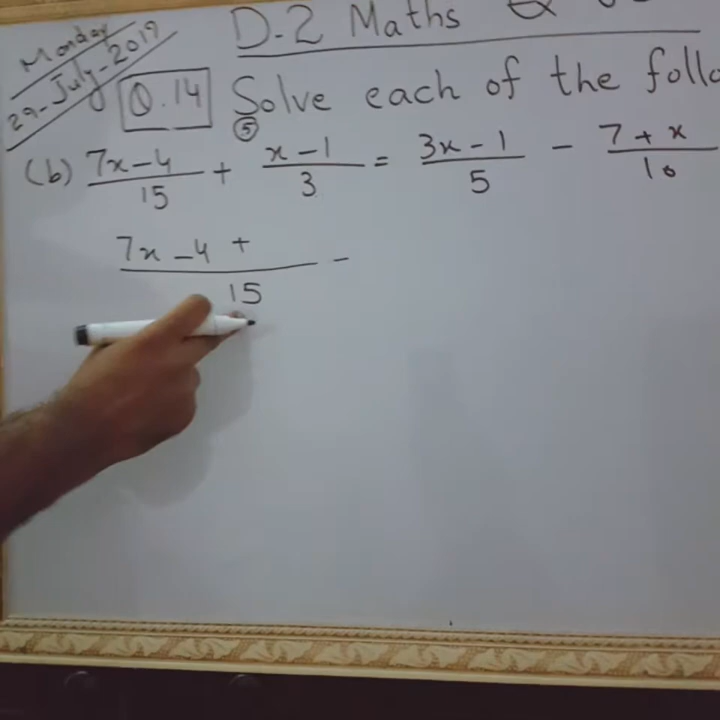 Monday
29-July-2019
D.2 Maths
Q.14 Solve each of the follo
5
(b) 7x-4/15 + x-1/3 = 3x-1/5 - 7+x/10
7x-4+ / 15 -